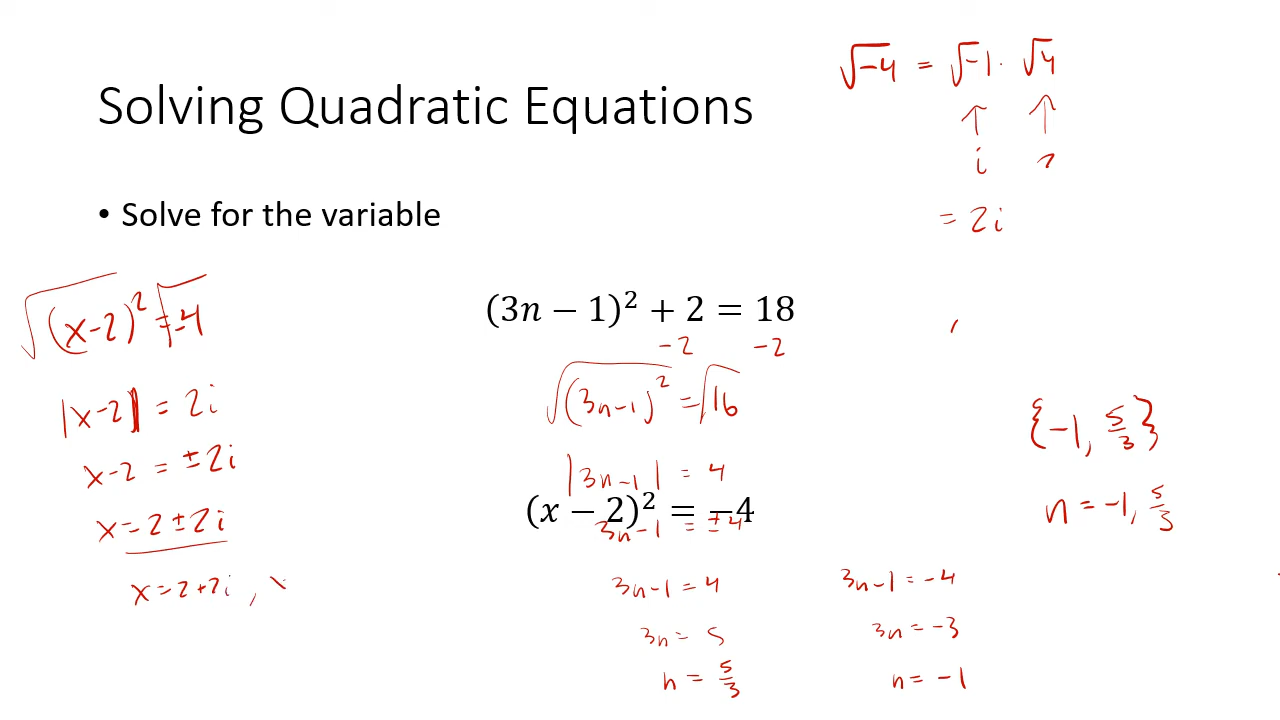 Solving Quadratic Equations
• Solve for the variable
√-4 = √-1 · √4
↑ ↑
i 2
= 2i
(3n − 1)² + 2 = 18
-2 -2
√(3n-1)² = √16
|3n-1| = 4
3n-1 = ±4
3n-1 = 4
3n = 5
n = 5/3
3n-1 = -4
3n = -3
n = -1
{-1, 5/3}
n = -1, 5/3
(x − 2)² = −4
√(x-2)² = √-4
|x-2| = 2i
x-2 = ±2i
x = 2 ± 2i
x = 2+2i ,